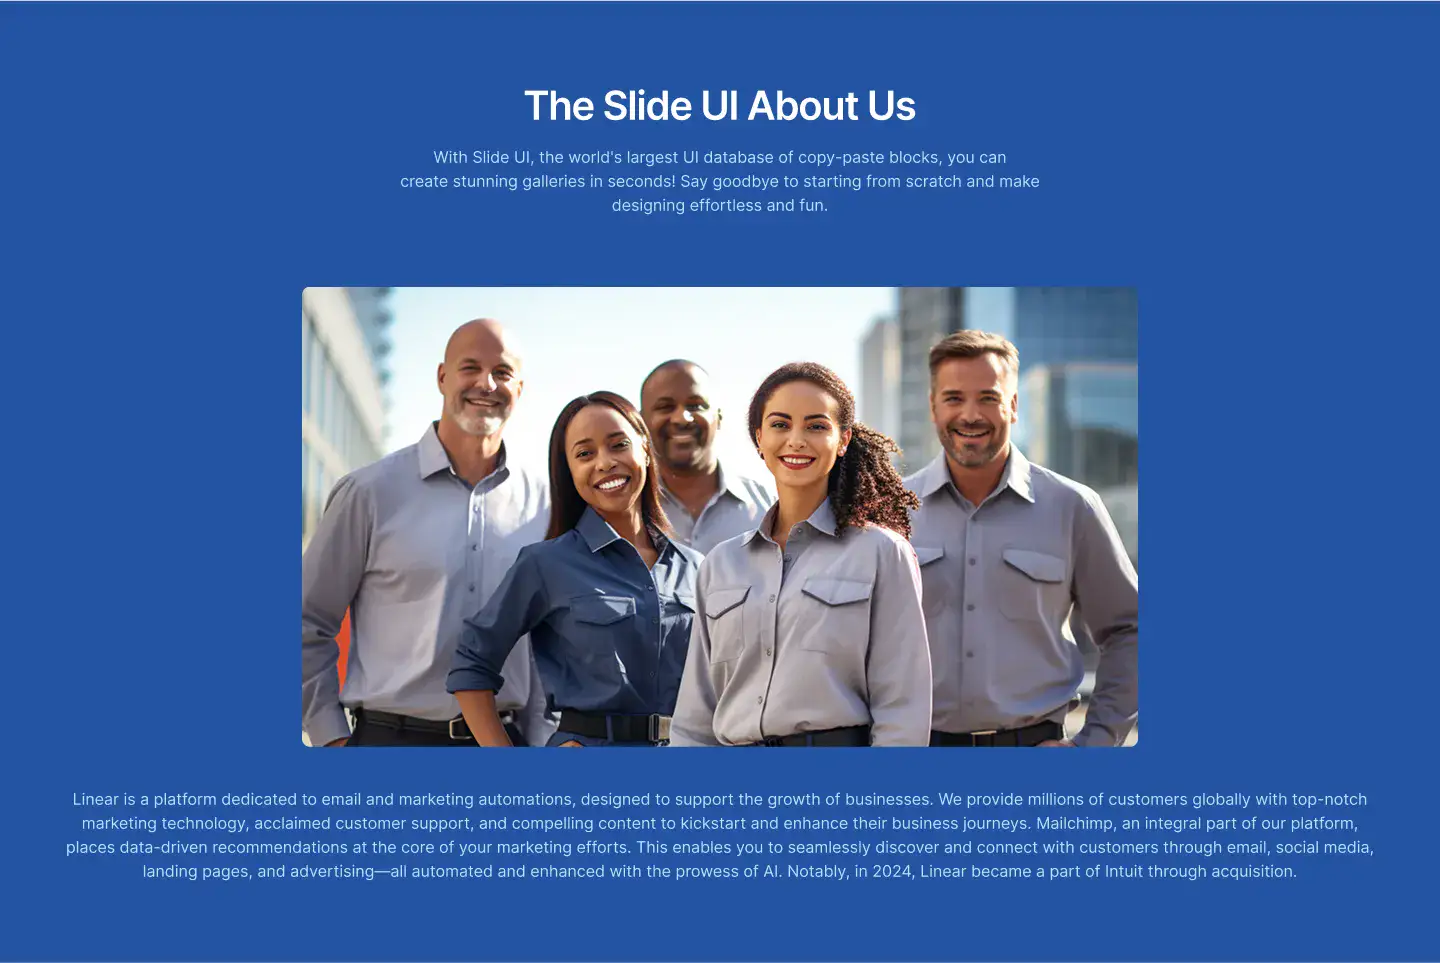 The Slide UI About Us
With Slide UI, the world's largest UI database of copy-paste blocks, you can
create stunning galleries in seconds! Say goodbye to starting from scratch and make
designing effortless and fun.
Linear is a platform dedicated to email and marketing automations, designed to support the growth of businesses. We provide millions of customers globally with top-notch
marketing technology, acclaimed customer support, and compelling content to kickstart and enhance their business journeys. Mailchimp, an integral part of our platform,
places data-driven recommendations at the core of your marketing efforts. This enables you to seamlessly discover and connect with customers through email, social media,
landing pages, and advertising—all automated and enhanced with the prowess of AI. Notably, in 2024, Linear became a part of Intuit through acquisition.